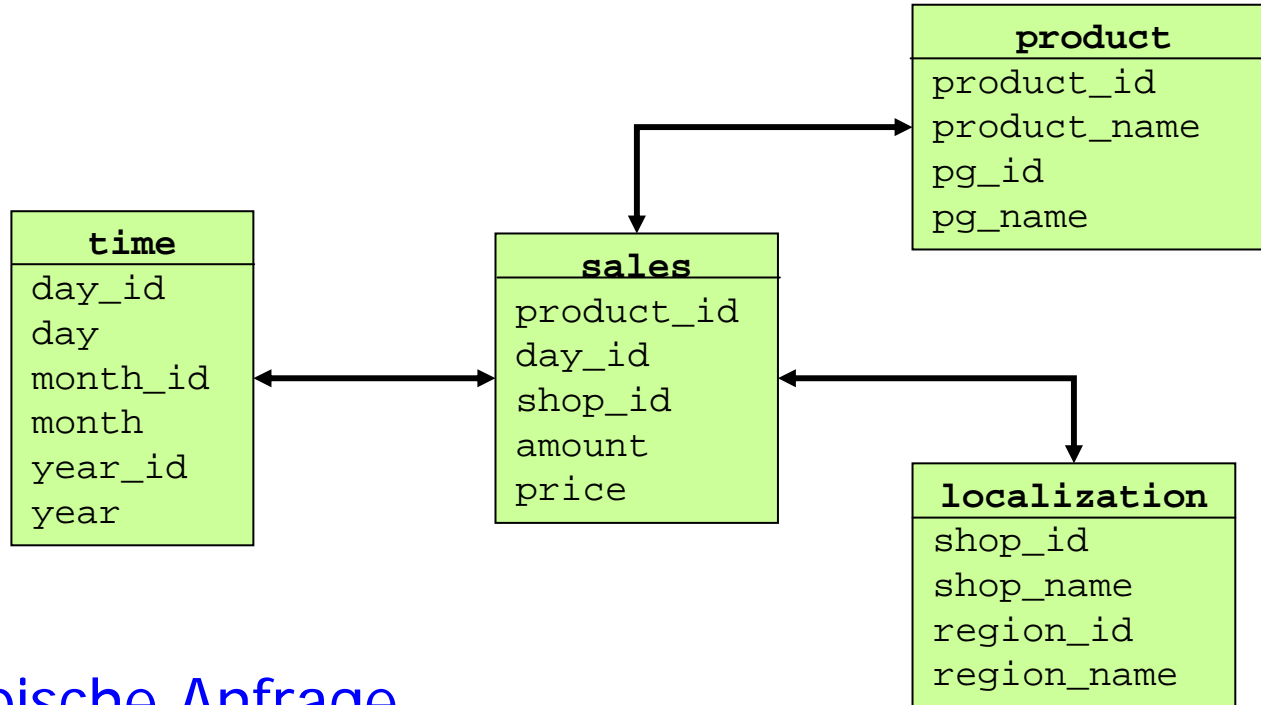 product
product_id
product_name
pg_id
pg_name
time
day_id
day
month_id
month
year_id
year
sales
product_id
day_id
shop_id
amount
price
localization
shop_id
shop_name
region_id
region_name
Anfrage